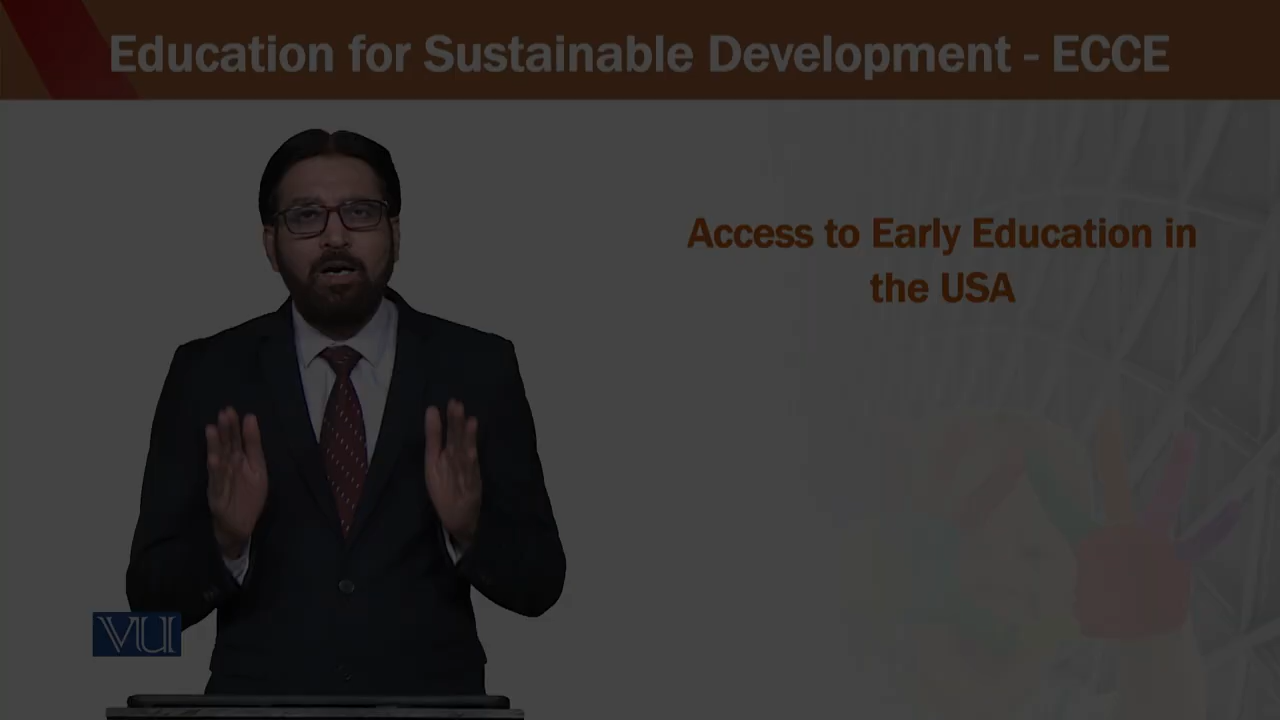 Education for Sustainable Development - ECCE
Access to Early Education in
the USA
VU